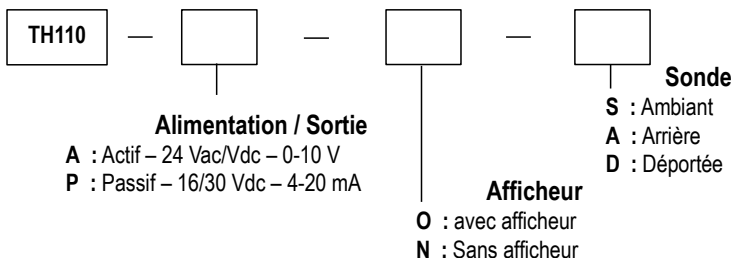 TH110 — — —
Sonde
S : Ambiant
A : Arrière
D : Déportée
Alimentation / Sortie
A : Actif – 24 Vac/Vdc – 0-10 V
P : Passif – 16/30 Vdc – 4-20 mA
Afficheur
O : avec afficheur
N : Sans afficheur